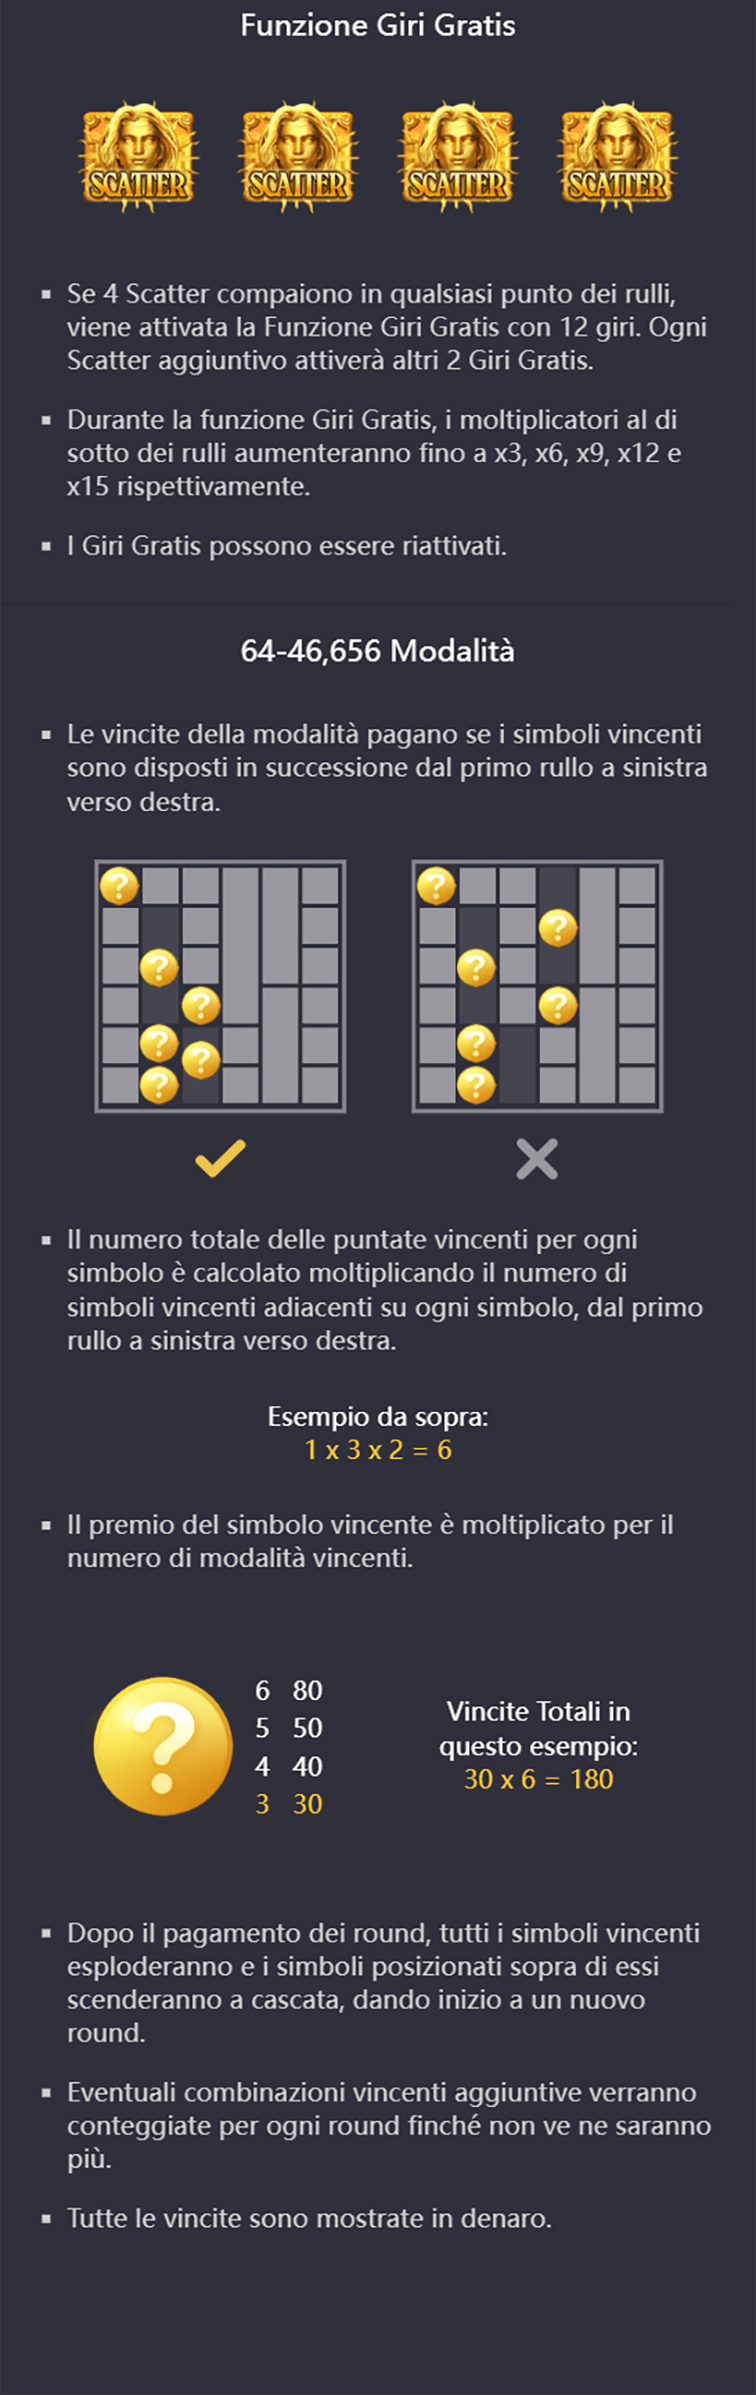 Funzione Giri Gratis
SCATTER SCATTER SCATTER SCATTER
▪ Se 4 Scatter compaiono in qualsiasi punto dei rulli,
viene attivata la Funzione Giri Gratis con 12 giri. Ogni
Scatter aggiuntivo attiverà altri 2 Giri Gratis.
▪ Durante la funzione Giri Gratis, i moltiplicatori al di
sotto dei rulli aumenteranno fino a x3, x6, x9, x12 e
x15 rispettivamente.
▪ I Giri Gratis possono essere riattivati.
64-46,656 Modalità
▪ Le vincite della modalità pagano se i simboli vincenti
sono disposti in successione dal primo rullo a sinistra
verso destra.
? ?
?
? ?
? ?
? ?
?
? ?
▪ Il numero totale delle puntate vincenti per ogni
simbolo è calcolato moltiplicando il numero di
simboli vincenti adiacenti su ogni simbolo, dal primo
rullo a sinistra verso destra.
Esempio da sopra:
1 x 3 x 2 = 6
▪ Il premio del simbolo vincente è moltiplicato per il
numero di modalità vincenti.
?
6 80
5 50
4 40
3 30
Vincite Totali in
questo esempio:
30 x 6 = 180
▪ Dopo il pagamento dei round, tutti i simboli vincenti
esploderanno e i simboli posizionati sopra di essi
scenderanno a cascata, dando inizio a un nuovo
round.
▪ Eventuali combinazioni vincenti aggiuntive verranno
conteggiate per ogni round finché non ve ne saranno
più.
▪ Tutte le vincite sono mostrate in denaro.